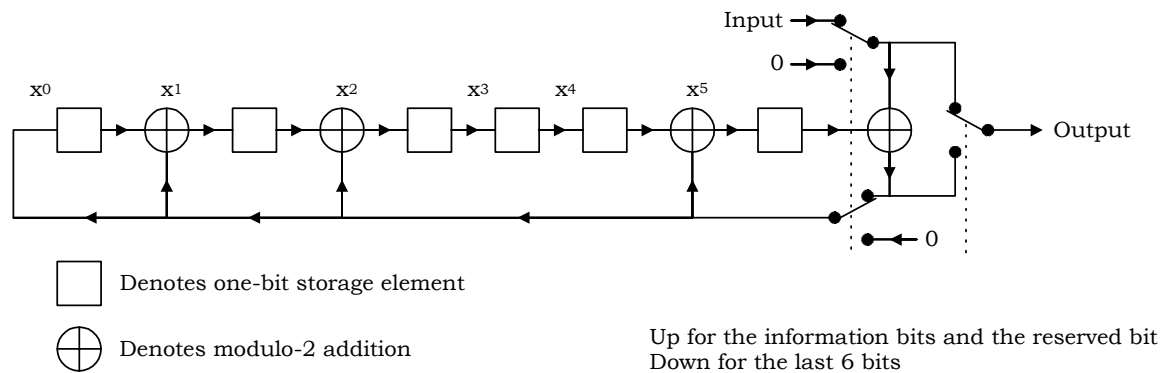 Input
0
x0 x1 x2 x3 x4 x5
Output
0
Denotes one-bit storage element
Denotes modulo-2 addition
Up for the information bits and the reserved bit
Down for the last 6 bits